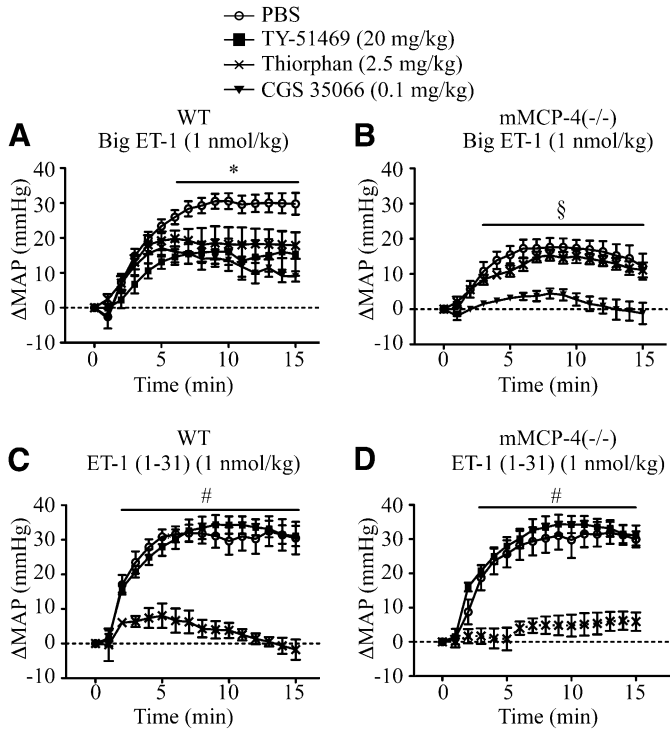 PBS
TY-51469 (20 mg/kg)
Thiorphan (2.5 mg/kg)
CGS 35066 (0.1 mg/kg)
A
WT
Big ET-1 (1 nmol/kg)
*
ΔMAP (mmHg)
40
30
20
10
0
-10
0 5 10 15
Time (min)
B
mMCP-4(-/-)
Big ET-1 (1 nmol/kg)
§
ΔMAP (mmHg)
40
30
20
10
0
-10
0 5 10 15
Time (min)
C
WT
ET-1 (1-31) (1 nmol/kg)
#
ΔMAP (mmHg)
40
30
20
10
0
-10
0 5 10 15
Time (min)
D
mMCP-4(-/-)
ET-1 (1-31) (1 nmol/kg)
#
ΔMAP (mmHg)
40
30
20
10
0
-10
0 5 10 15
Time (min)